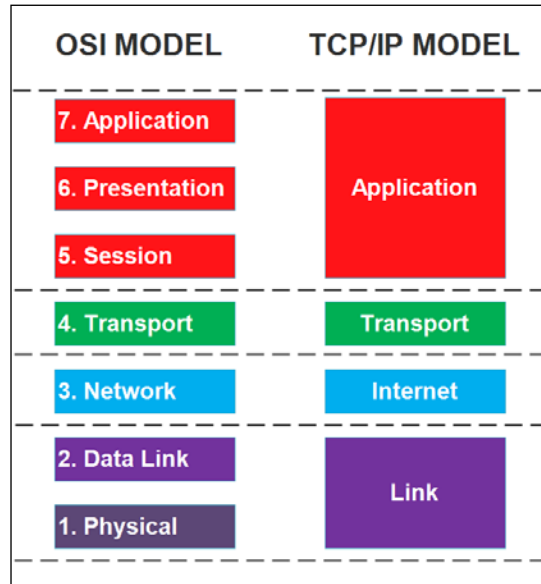 OSI MODEL
TCP/IP MODEL
7. Application
6. Presentation
5. Session
Application
4. Transport
Transport
3. Network
Internet
2. Data Link
1. Physical
Link